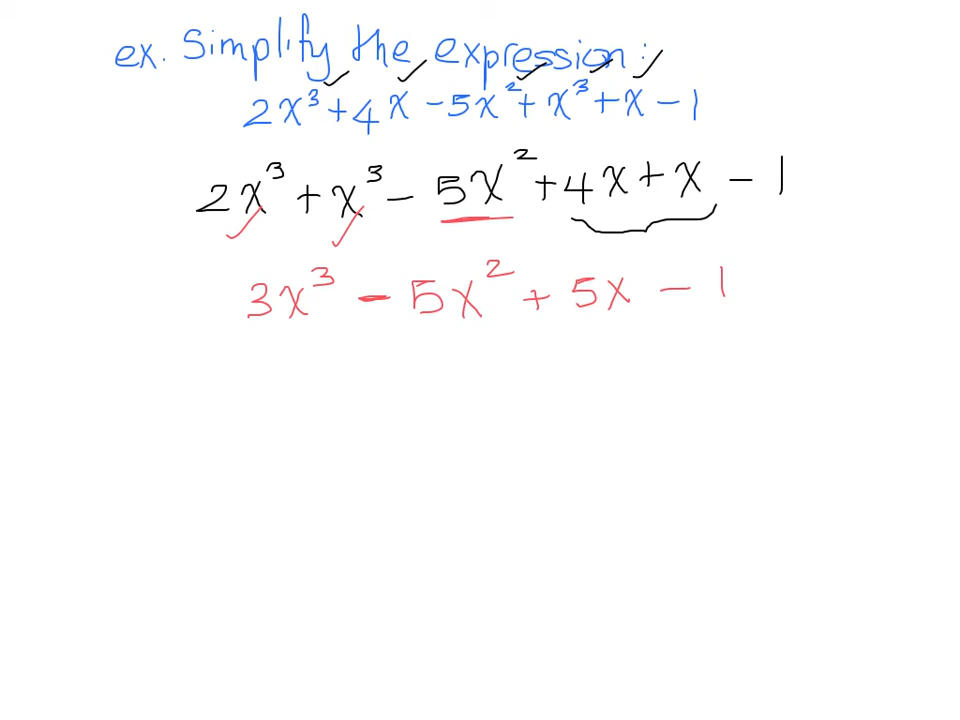 ex. Simplify the expression:
2x³ + 4x - 5x² + x³ + x - 1
2x³ + x³ - 5x² + 4x + x - 1
3x³ - 5x² + 5x - 1